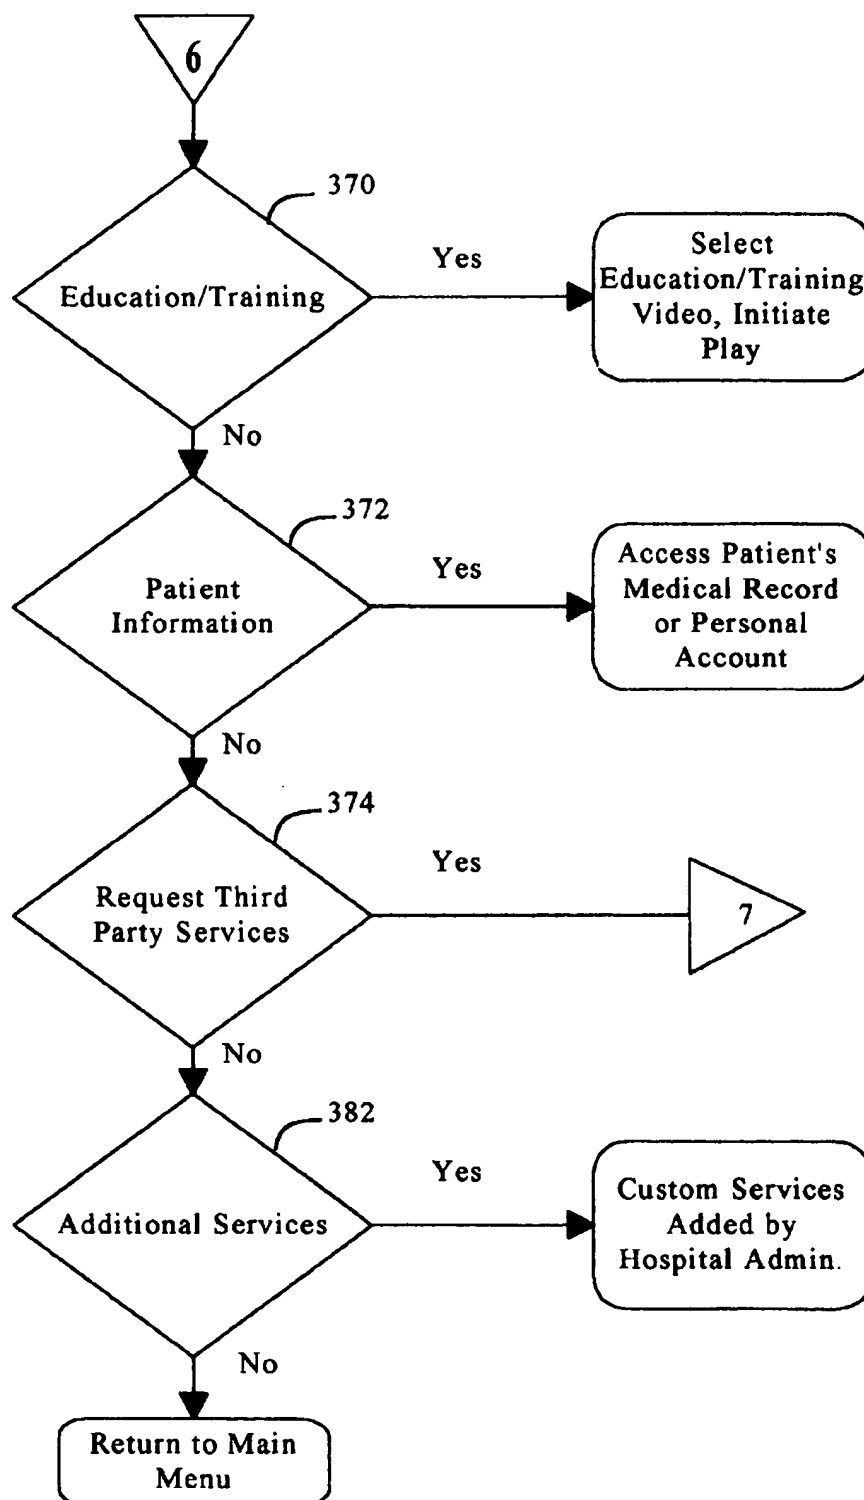 6
370
Education/Training
Yes
Select
Education/Training
Video, Initiate
Play
No
372
Patient
Information
Yes
Access Patient's
Medical Record
or Personal
Account
No
374
Request Third
Party Services
Yes
7
No
382
Additional Services
Yes
Custom Services
Added by
Hospital Admin.
No
Return to Main
Menu